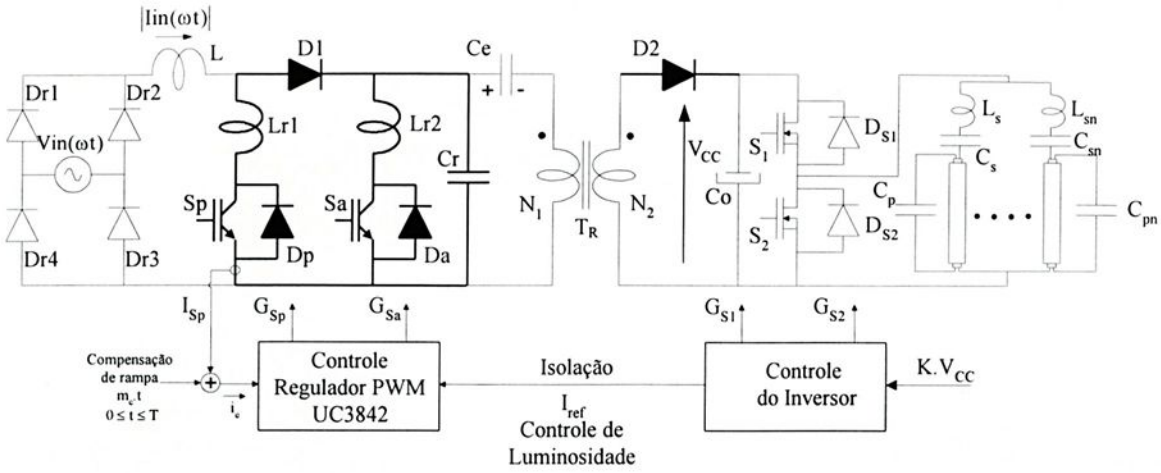 |Iin(ωt)|
L
D1
Ce
D2
Dr1
Dr2
Lr1
Lr2
Cr
+ -
Vin(ωt)
Sp
Sa
Dp
Da
Dr4
Dr3
N1
TR
N2
VCC
Co
S1
DS1
S2
DS2
Ls
Lsn
Cs
Csn
Cp
Cpn
ISp
GSp
GSa
GS1
GS2
Compensação
de rampa
mc.t
0 ≤ t ≤ T
+
ic
Controle
Regulador PWM
UC3842
Isolação
Iref
Controle de
Luminosidade
Controle
do Inversor
K.VCC